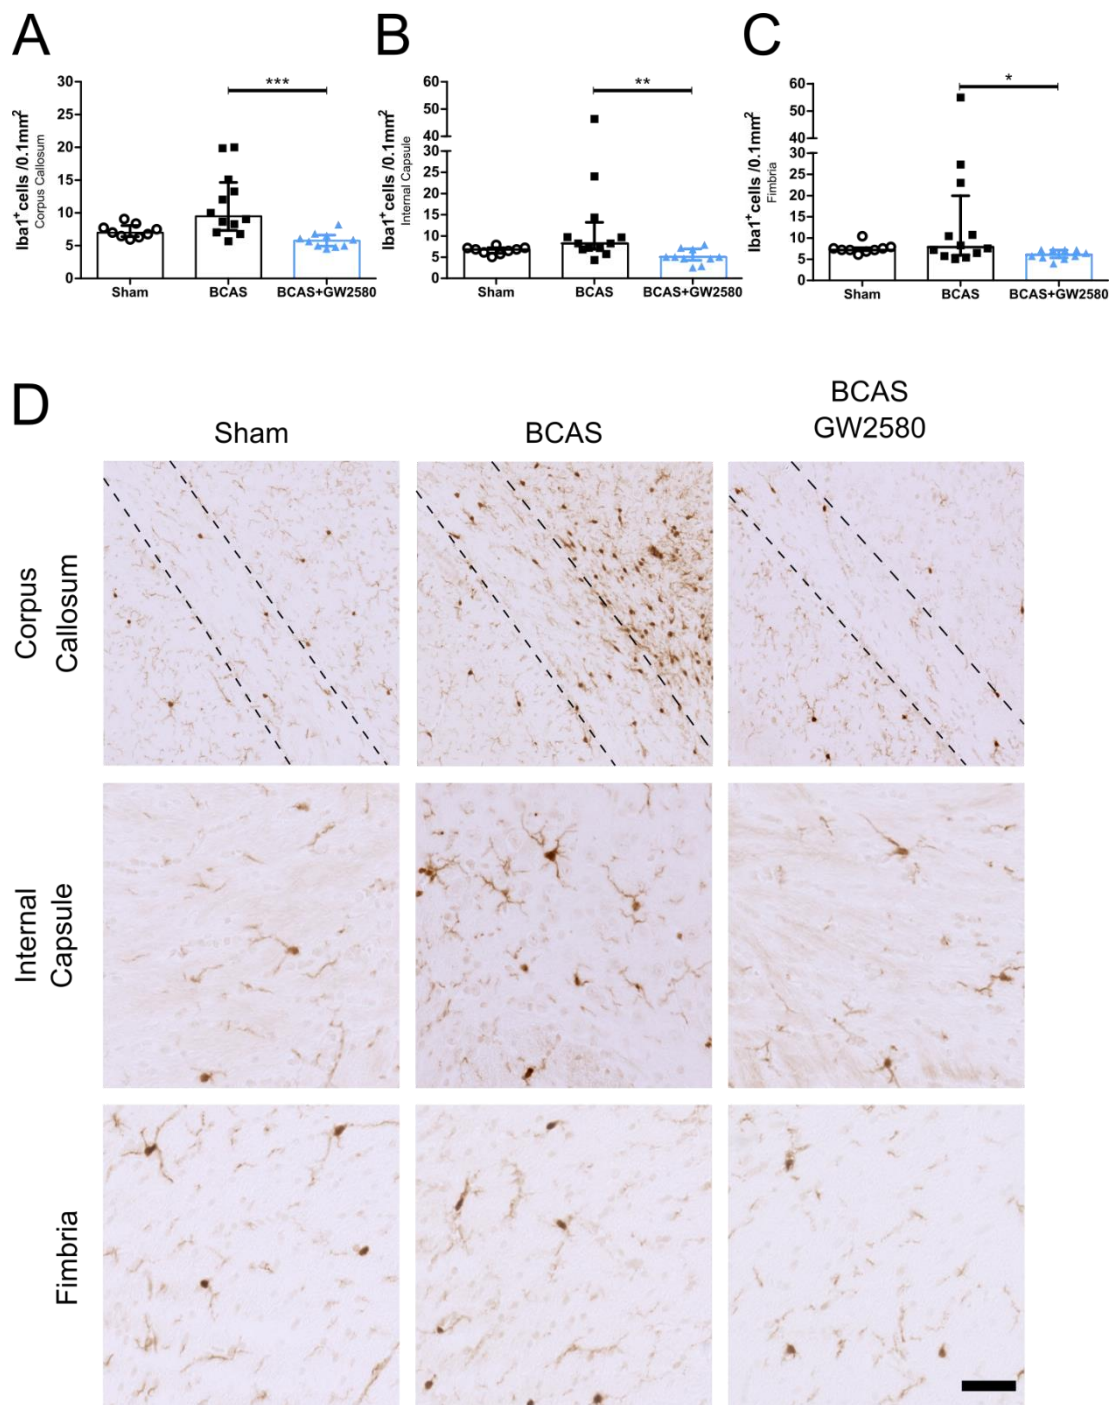 A
B
C
Iba1+cells /0.1mm2
Corpus Callosum
30
25
20
15
10
5
0
***
Sham
BCAS
BCAS+GW2580
Iba1+cells /0.1mm2
Internal Capsule
60
50
40
30
20
10
5
0
**
Sham
BCAS
BCAS+GW2580
Iba1+cells /0.1mm2
Fimbria
60
50
40
30
25
20
15
10
5
0
*
Sham
BCAS
BCAS+GW2580
D
Sham
BCAS
BCAS
GW2580
Corpus
Callosum
Internal
Capsule
Fimbria